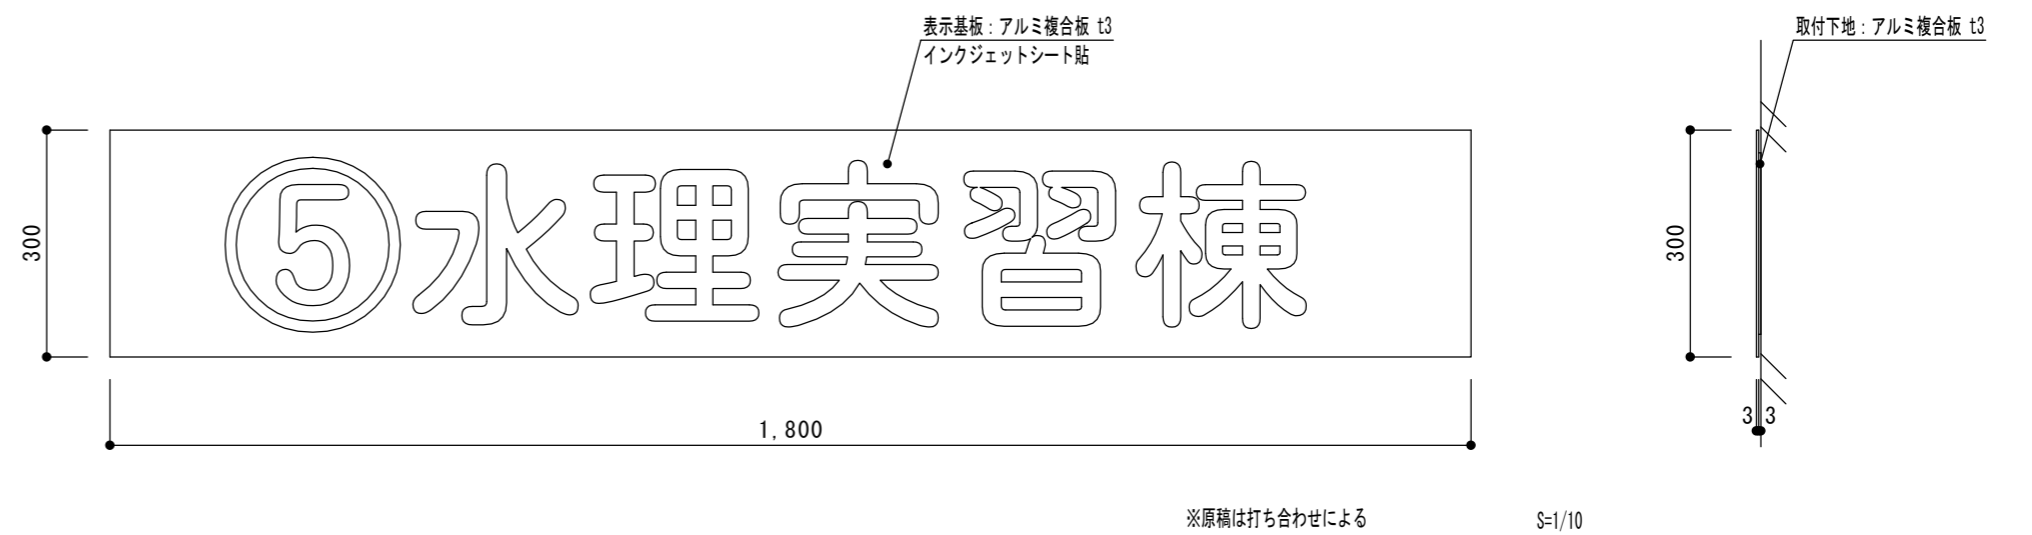 表示基板：アルミ複合板 t3
インクジェットシート貼
取付下地：アルミ複合板 t3
300
⑤水理実習棟
300
1,800
3 3
※原稿は打ち合わせによる
S=1/10